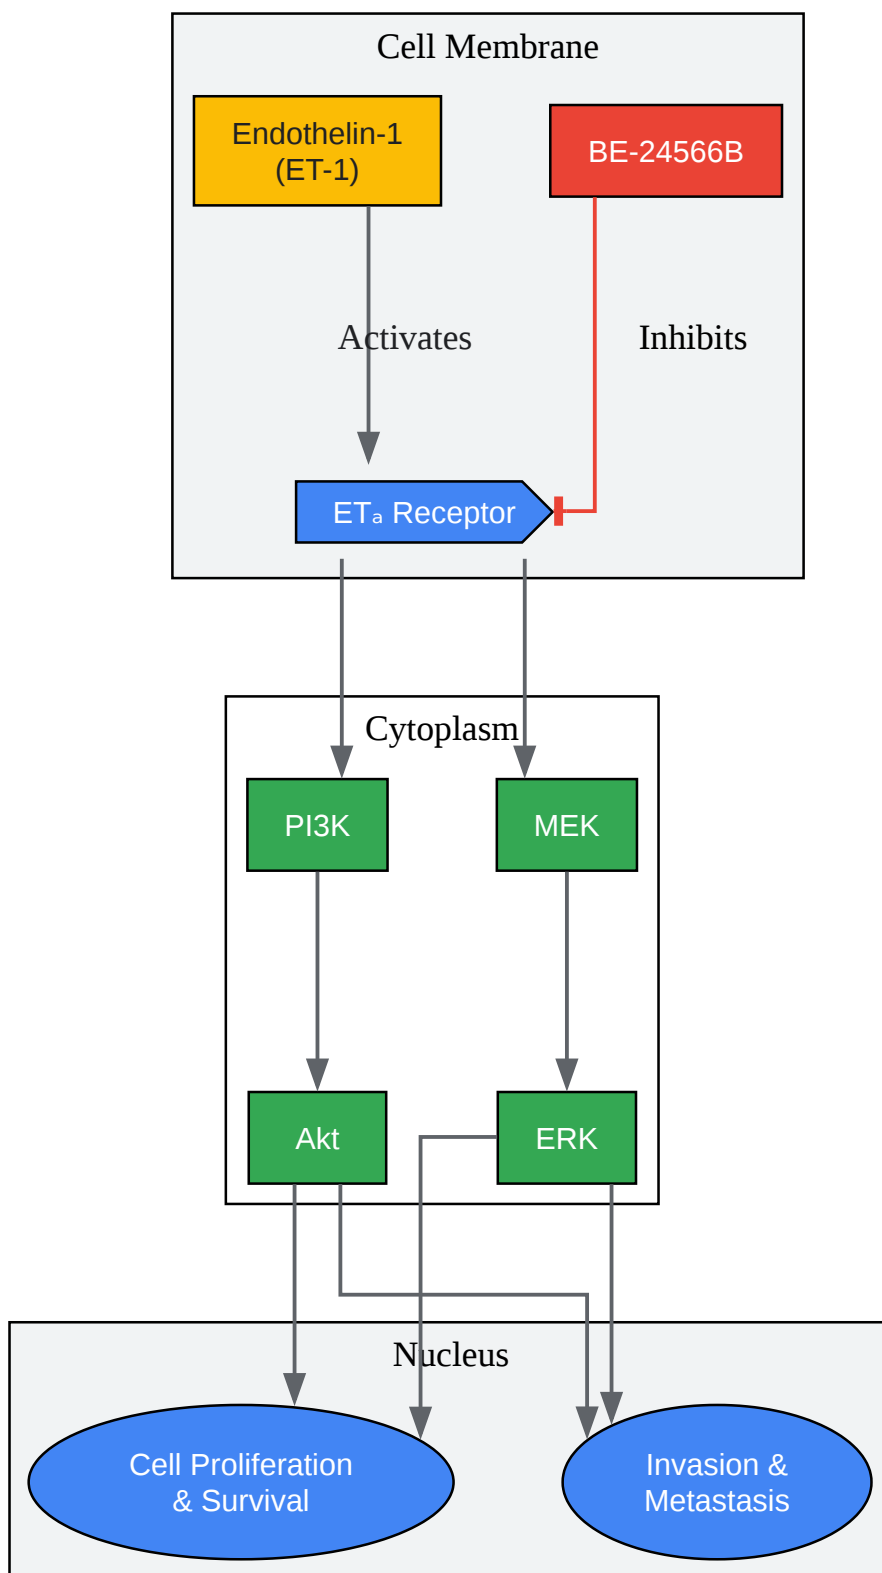 Cell Membrane
Endothelin-1
(ET-1)
BE-24566B
Activates
Inhibits
ETₐ Receptor
Cytoplasm
PI3K
MEK
Akt
ERK
Nucleus
Cell Proliferation
& Survival
Invasion &
Metastasis